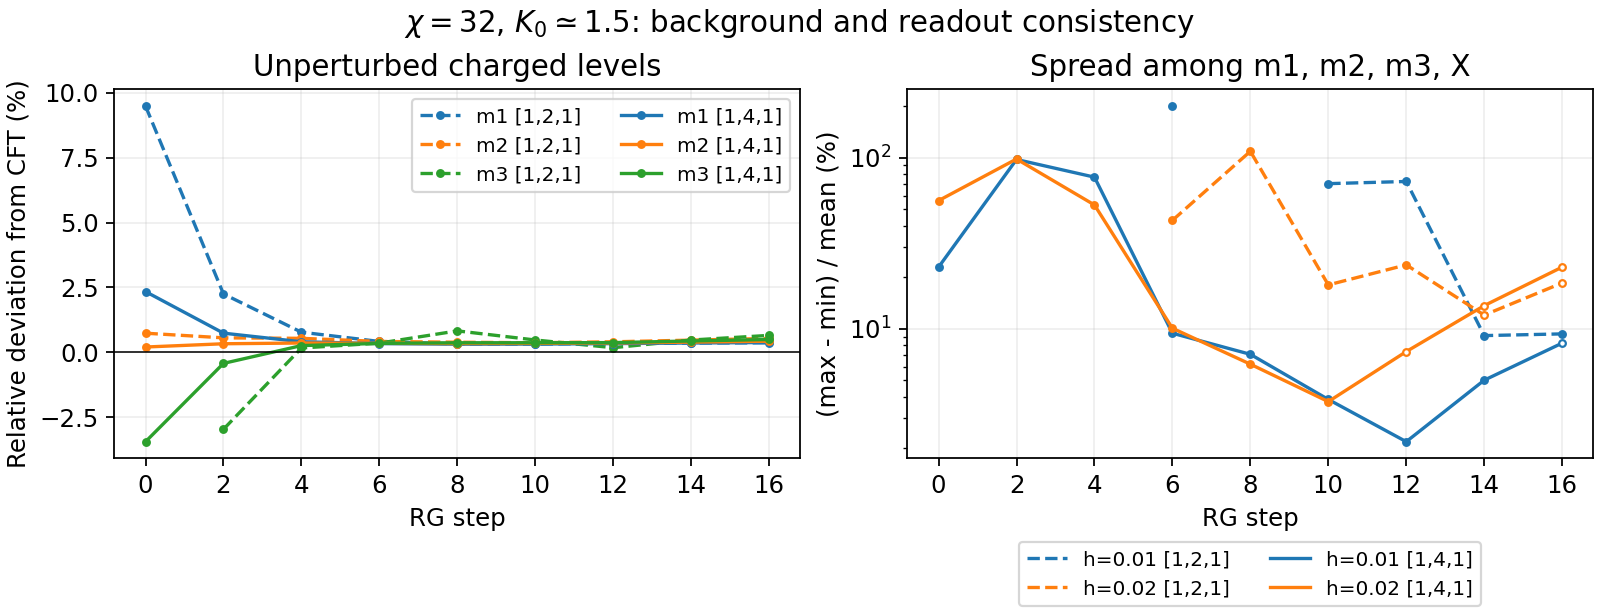 χ = 32, K₀ ≃ 1.5: background and readout consistency
Unperturbed charged levels
Relative deviation from CFT (%)
10.0
7.5
5.0
2.5
0.0
−2.5
m1 [1,2,1]
m2 [1,2,1]
m3 [1,2,1]
m1 [1,4,1]
m2 [1,4,1]
m3 [1,4,1]
0 2 4 6 8 10 12 14 16
RG step
Spread among m1, m2, m3, X
(max - min) / mean (%)
10²
10¹
0 2 4 6 8 10 12 14 16
RG step
h=0.01 [1,2,1]
h=0.02 [1,2,1]
h=0.01 [1,4,1]
h=0.02 [1,4,1]